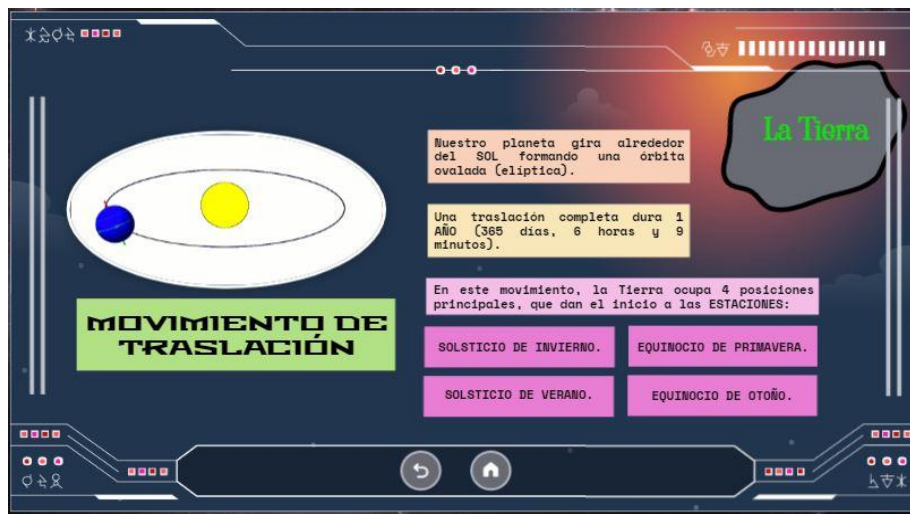 La Tierra
Nuestro planeta gira alrededor
del SOL formando una órbita
ovalada (elíptica).
Una traslación completa dura 1
AÑO (365 días, 6 horas y 9
minutos).
En este movimiento, la Tierra ocupa 4 posiciones
principales, que dan el inicio a las ESTACIONES:
MOVIMIENTO DE
TRASLACIÓN
SOLSTICIO DE INVIERNO.
EQUINOCIO DE PRIMAVERA.
SOLSTICIO DE VERANO.
EQUINOCIO DE OTOÑO.